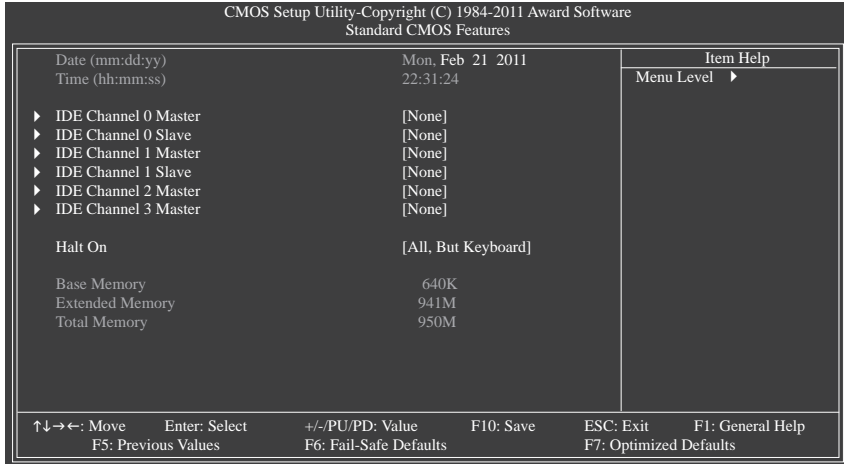 CMOS Setup Utility-Copyright (C) 1984-2011 Award Software
Standard CMOS Features
Date (mm:dd:yy) Mon, Feb 21 2011
Time (hh:mm:ss) 22:31:24
IDE Channel 0 Master [None]
IDE Channel 0 Slave [None]
IDE Channel 1 Master [None]
IDE Channel 1 Slave [None]
IDE Channel 2 Master [None]
IDE Channel 3 Master [None]
Halt On [All, But Keyboard]
Base Memory 640K
Extended Memory 941M
Total Memory 950M
Item Help
Menu Level ▶
↑↓→←: Move Enter: Select +/-/PU/PD: Value F10: Save ESC: Exit F1: General Help
F5: Previous Values F6: Fail-Safe Defaults F7: Optimized Defaults